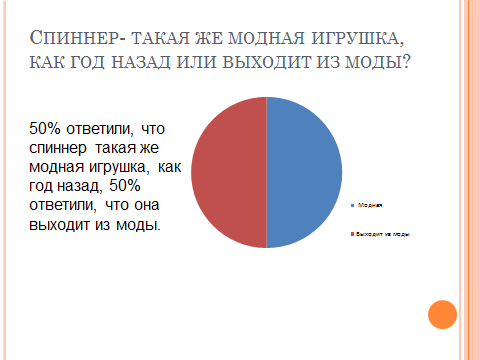 Спиннер- такая же модная игрушка,
как год назад или выходит из моды?
50% ответили, что
спиннер такая же
модная игрушка, как
год назад, 50%
ответили, что она
выходит из моды.
Модная
Выходит из моды